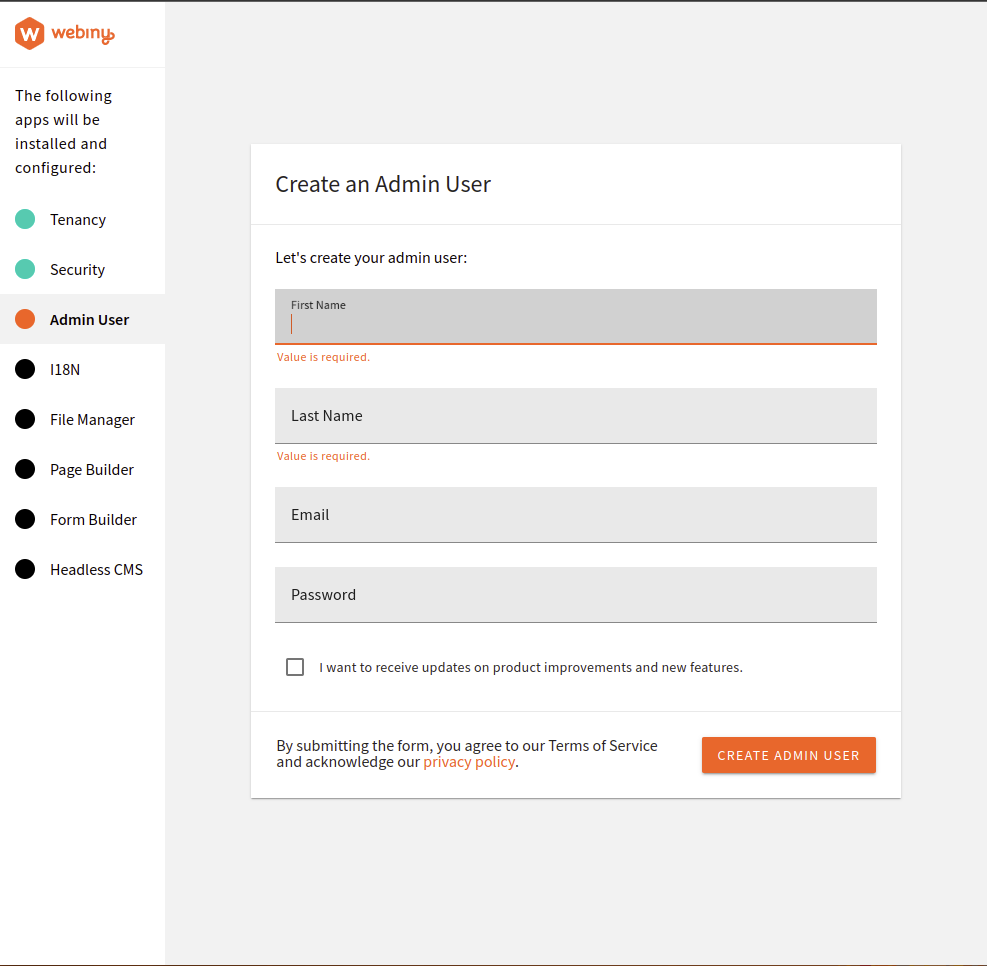 webiny
The following
apps will be
installed and
configured:
Tenancy
Security
Admin User
I18N
File Manager
Page Builder
Form Builder
Headless CMS
Create an Admin User
Let's create your admin user:
First Name
Value is required.
Last Name
Value is required.
Email
Password
I want to receive updates on product improvements and new features.
By submitting the form, you agree to our Terms of Service
and acknowledge our privacy policy.
CREATE ADMIN USER